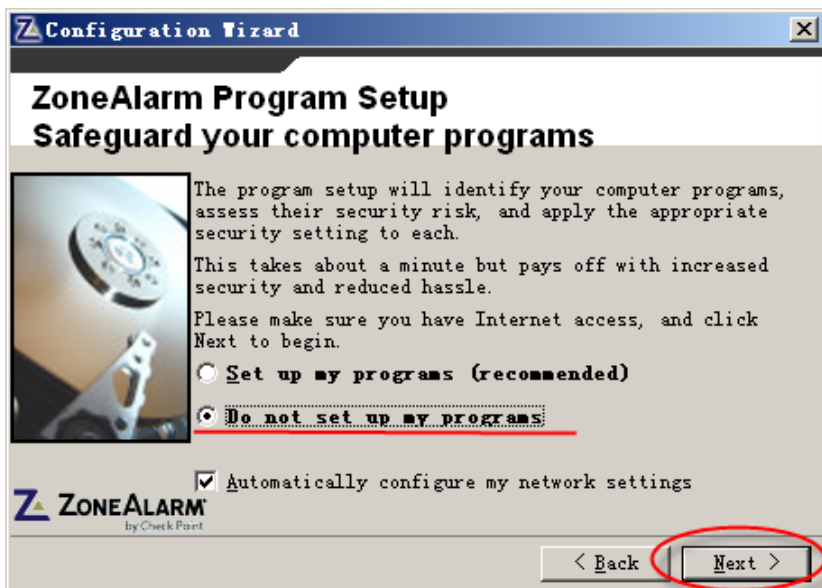 Configuration Wizard
ZoneAlarm Program Setup
Safeguard your computer programs
The program setup will identify your computer programs,
assess their security risk, and apply the appropriate
security setting to each.
This takes about a minute but pays off with increased
security and reduced hassle.
Please make sure you have Internet access, and click
Next to begin.
Set up my programs (recommended)
Do not set up my programs
Automatically configure my network settings
ZONEALARM
by Check Point
< Back
Next >